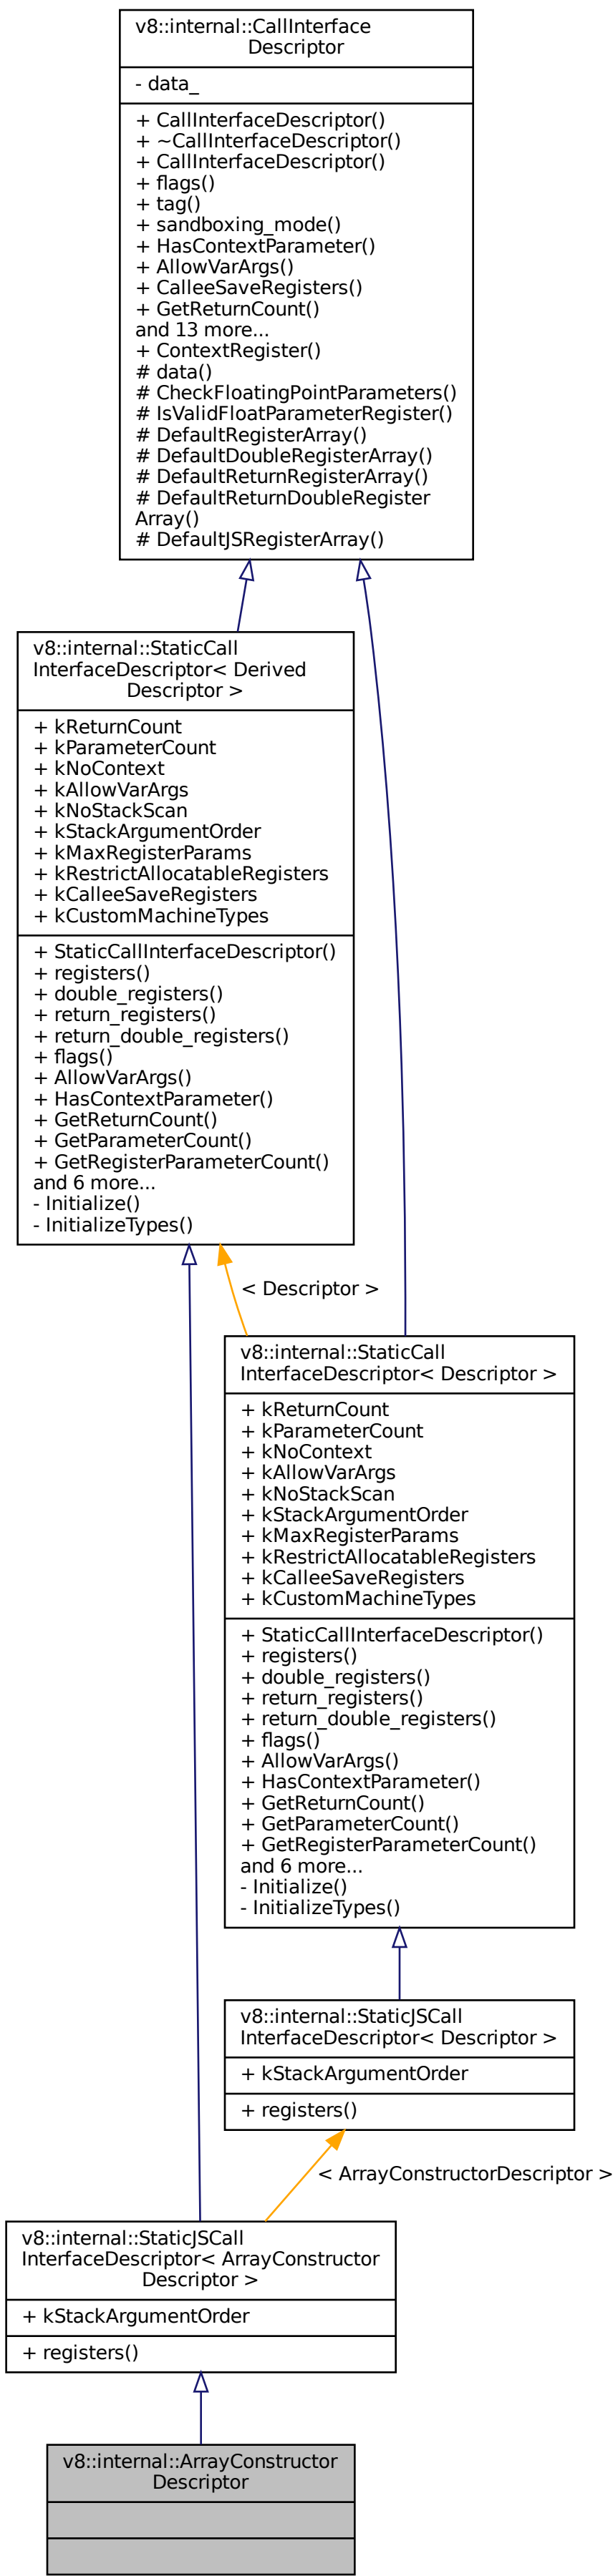 v8::internal::CallInterface
Descriptor
- data_
+ CallInterfaceDescriptor()
+ ~CallInterfaceDescriptor()
+ CallInterfaceDescriptor()
+ flags()
+ tag()
+ sandboxing_mode()
+ HasContextParameter()
+ AllowVarArgs()
+ CalleeSaveRegisters()
+ GetReturnCount()
and 13 more...
+ ContextRegister()
# data()
# CheckFloatingPointParameters()
# IsValidFloatParameterRegister()
# DefaultRegisterArray()
# DefaultDoubleRegisterArray()
# DefaultReturnRegisterArray()
# DefaultReturnDoubleRegister
Array()
# DefaultJSRegisterArray()
v8::internal::StaticCall
InterfaceDescriptor< Derived
Descriptor >
+ kReturnCount
+ kParameterCount
+ kNoContext
+ kAllowVarArgs
+ kNoStackScan
+ kStackArgumentOrder
+ kMaxRegisterParams
+ kRestrictAllocatableRegisters
+ kCalleeSaveRegisters
+ kCustomMachineTypes
+ StaticCallInterfaceDescriptor()
+ registers()
+ double_registers()
+ return_registers()
+ return_double_registers()
+ flags()
+ AllowVarArgs()
+ HasContextParameter()
+ GetReturnCount()
+ GetParameterCount()
+ GetRegisterParameterCount()
and 6 more...
- Initialize()
- InitializeTypes()
< Descriptor >
v8::internal::StaticCall
InterfaceDescriptor< Descriptor >
+ kReturnCount
+ kParameterCount
+ kNoContext
+ kAllowVarArgs
+ kNoStackScan
+ kStackArgumentOrder
+ kMaxRegisterParams
+ kRestrictAllocatableRegisters
+ kCalleeSaveRegisters
+ kCustomMachineTypes
+ StaticCallInterfaceDescriptor()
+ registers()
+ double_registers()
+ return_registers()
+ return_double_registers()
+ flags()
+ AllowVarArgs()
+ HasContextParameter()
+ GetReturnCount()
+ GetParameterCount()
+ GetRegisterParameterCount()
and 6 more...
- Initialize()
- InitializeTypes()
v8::internal::StaticJSCall
InterfaceDescriptor< Descriptor >
+ kStackArgumentOrder
+ registers()
< ArrayConstructorDescriptor >
v8::internal::StaticJSCall
InterfaceDescriptor< ArrayConstructor
Descriptor >
+ kStackArgumentOrder
+ registers()
v8::internal::ArrayConstructor
Descriptor